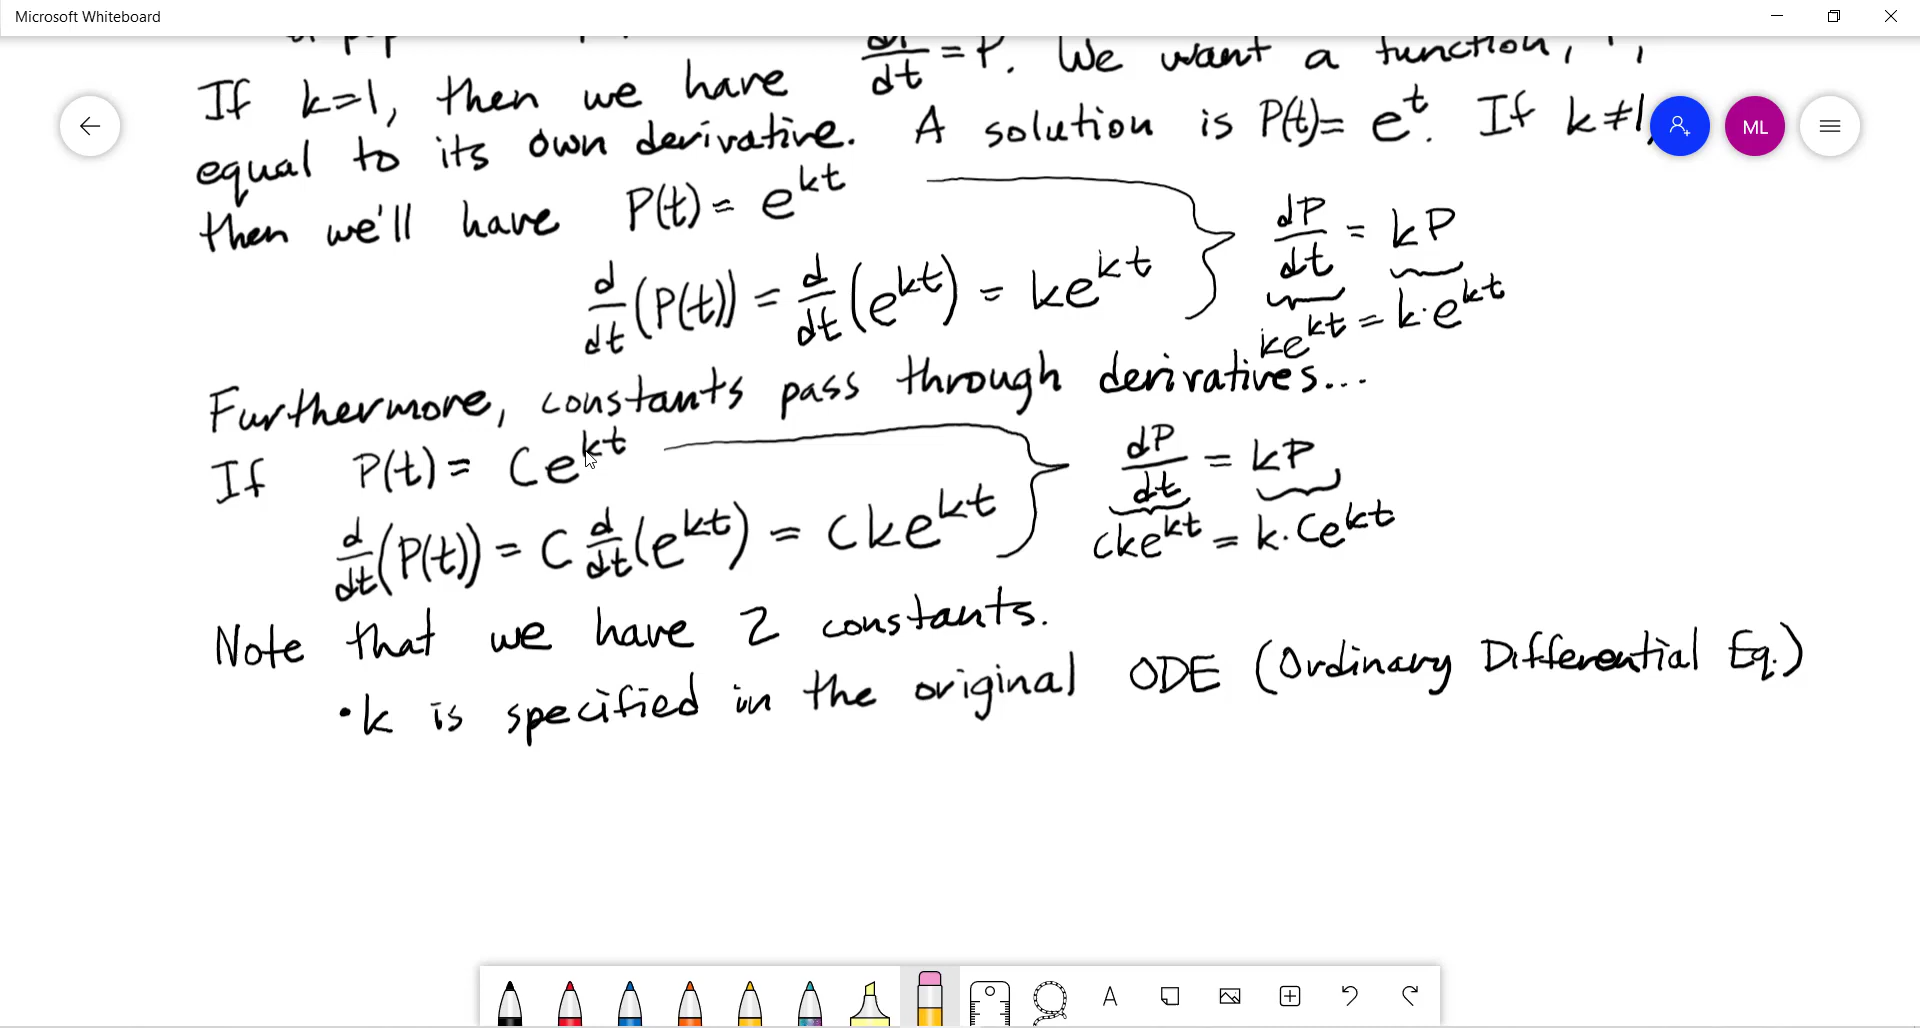 Microsoft Whiteboard
dt = P. We want a function,
If k=1, then we have
equal to its own derivative. A solution is P(t)= e^t. If k≠1,
ML
then we'll have P(t) = e^kt
dP/dt = kP
d/dt (P(t)) = d/dt (e^kt) = ke^kt
ke^kt = k·e^kt
Furthermore, constants pass through derivatives...
If P(t) = Ce^kt
dP/dt = kP
d/dt (P(t)) = C d/dt (e^kt) = Cke^kt
Cke^kt = k·Ce^kt
Note that we have 2 constants.
•k is specified in the original ODE (Ordinary Differential Eq.)
A